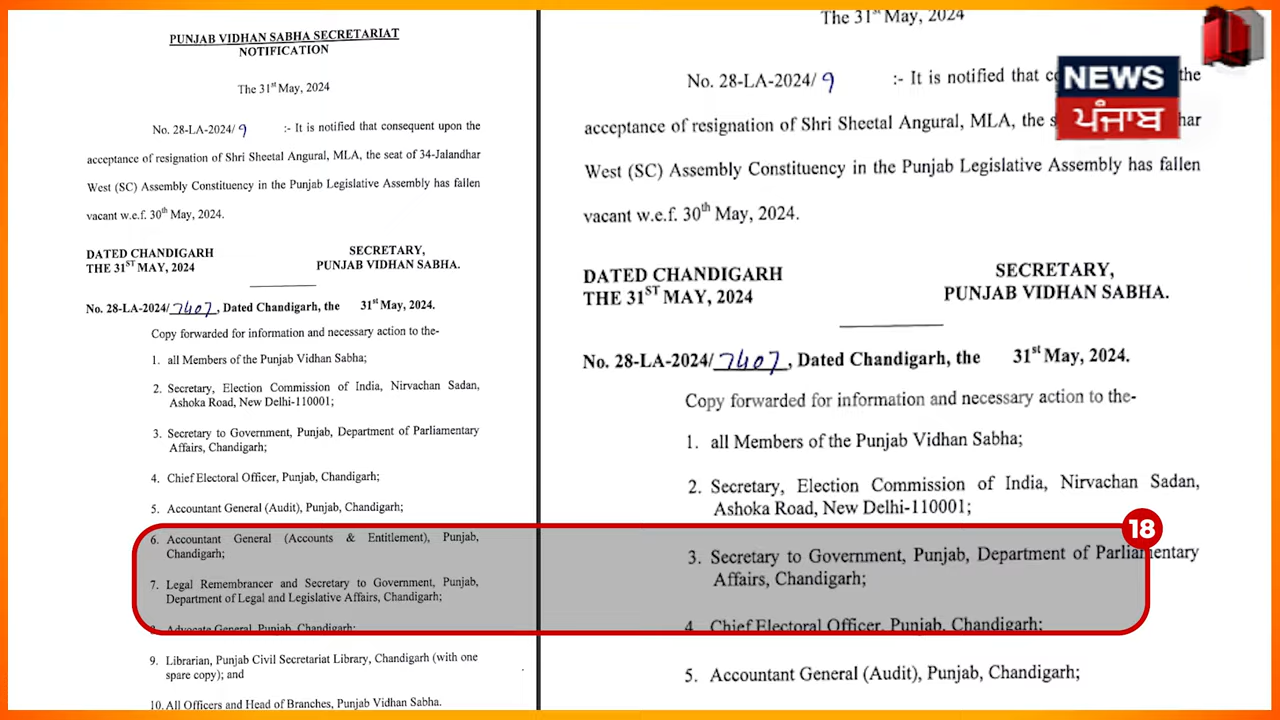 PUNJAB VIDHAN SABHA SECRETARIAT
NOTIFICATION
The 31st May, 2024
No. 28-LA-2024/ 9 :- It is notified that consequent upon the
acceptance of resignation of Shri Sheetal Angural, MLA, the seat of 34-Jalandhar
West (SC) Assembly Constituency in the Punjab Legislative Assembly has fallen
vacant w.e.f. 30th May, 2024.
DATED CHANDIGARH
THE 31ST MAY, 2024
SECRETARY,
PUNJAB VIDHAN SABHA.
No. 28-LA-2024/7407, Dated Chandigarh, the 31st May, 2024.
Copy forwarded for information and necessary action to the-
1. all Members of the Punjab Vidhan Sabha;
2. Secretary, Election Commission of India, Nirvachan Sadan,
Ashoka Road, New Delhi-110001;
3. Secretary to Government, Punjab, Department of Parliamentary
Affairs, Chandigarh;
4. Chief Electoral Officer, Punjab, Chandigarh;
5. Accountant General (Audit), Punjab, Chandigarh;
6. Accountant General (Accounts & Entitlement), Punjab,
Chandigarh;
7. Legal Remembrancer and Secretary to Government, Punjab,
Department of Legal and Legislative Affairs, Chandigarh;
8. Advocate General, Punjab, Chandigarh;
9. Librarian, Punjab Civil Secretariat Library, Chandigarh (with one
spare copy); and
10. All Officers and Head of Branches, Punjab Vidhan Sabha.
The 31st May, 2024
No. 28-LA-2024/ 9 :- It is notified that the
acceptance of resignation of Shri Sheetal Angural, MLA, the
West (SC) Assembly Constituency in the Punjab Legislative Assembly has fallen
vacant w.e.f. 30th May, 2024.
DATED CHANDIGARH
THE 31ST MAY, 2024
SECRETARY,
PUNJAB VIDHAN SABHA.
No. 28-LA-2024/7407, Dated Chandigarh, the 31st May, 2024.
Copy forwarded for information and necessary action to the-
1. all Members of the Punjab Vidhan Sabha;
2. Secretary, Election Commission of India, Nirvachan Sadan,
Ashoka Road, New Delhi-110001;
3. Secretary to Government, Punjab, Department of Parliamentary
Affairs, Chandigarh;
4. Chief Electoral Officer, Punjab, Chandigarh;
5. Accountant General (Audit), Punjab, Chandigarh;
NEWS
ਪੰਜਾਬ
18